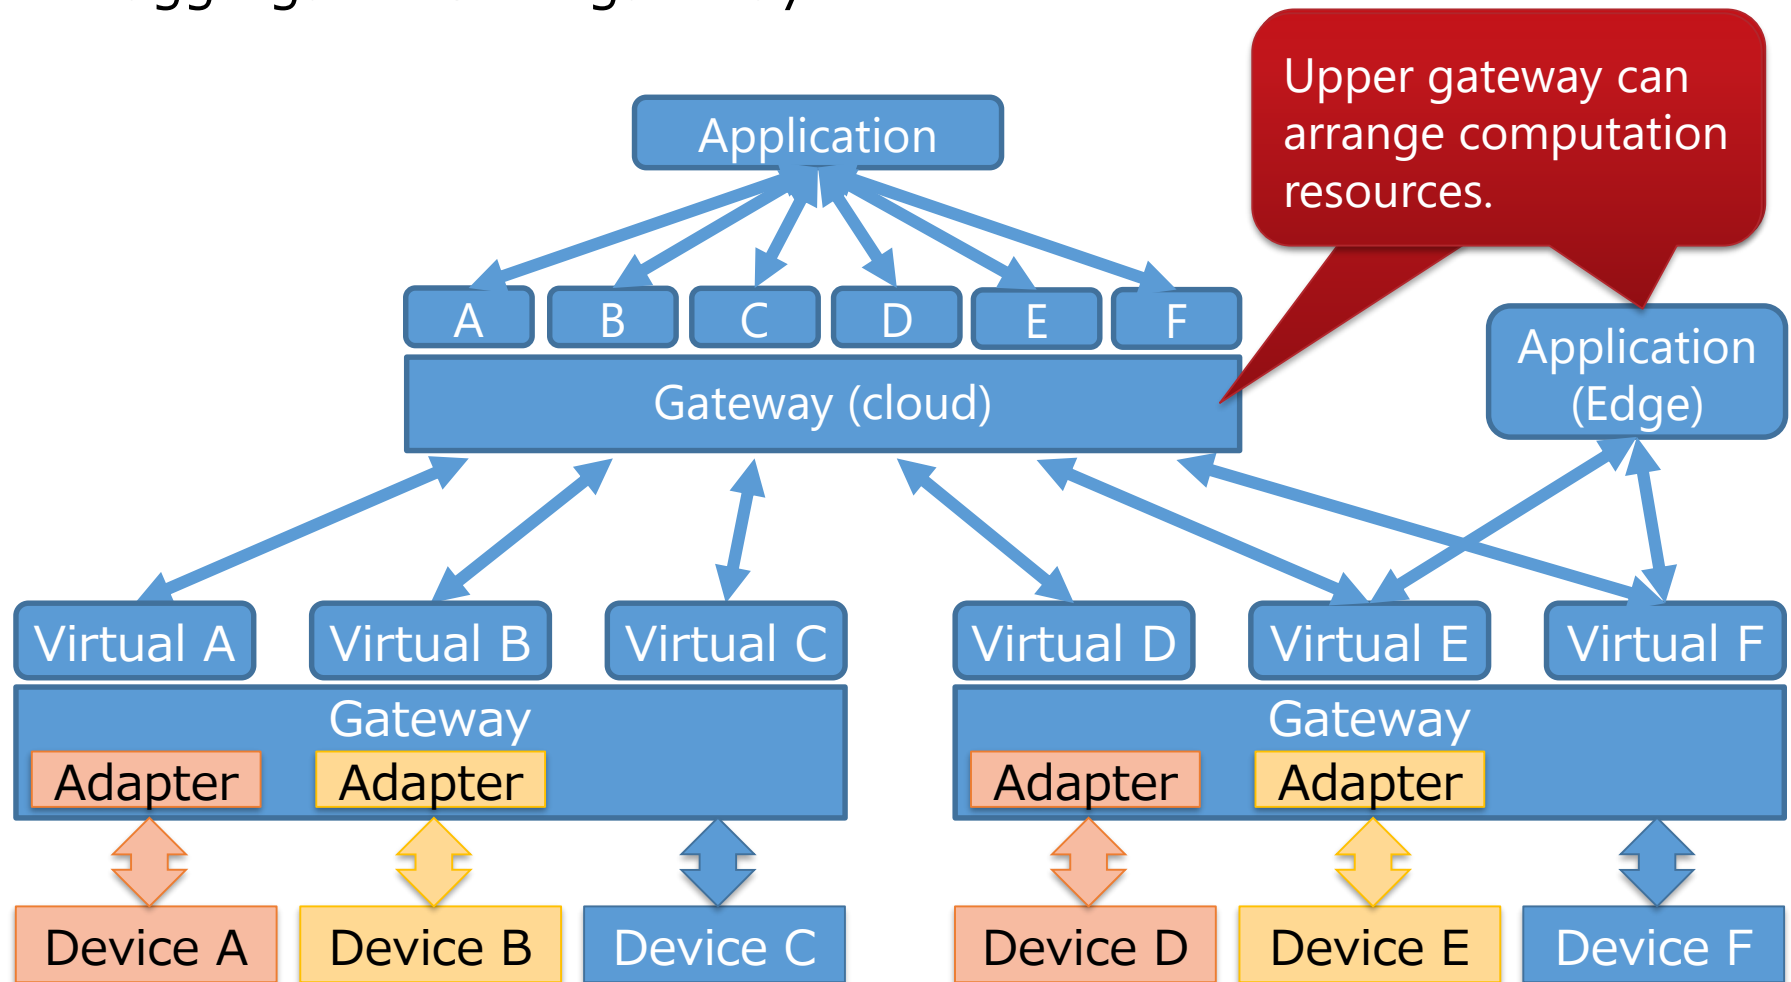 Upper gateway can
arrange computation
resources.
Application
A B C D E F
Gateway (cloud)
Application
(Edge)
Virtual A Virtual B Virtual C Virtual D Virtual E Virtual F
Gateway Gateway
Adapter Adapter Adapter Adapter
Device A Device B Device C Device D Device E Device F